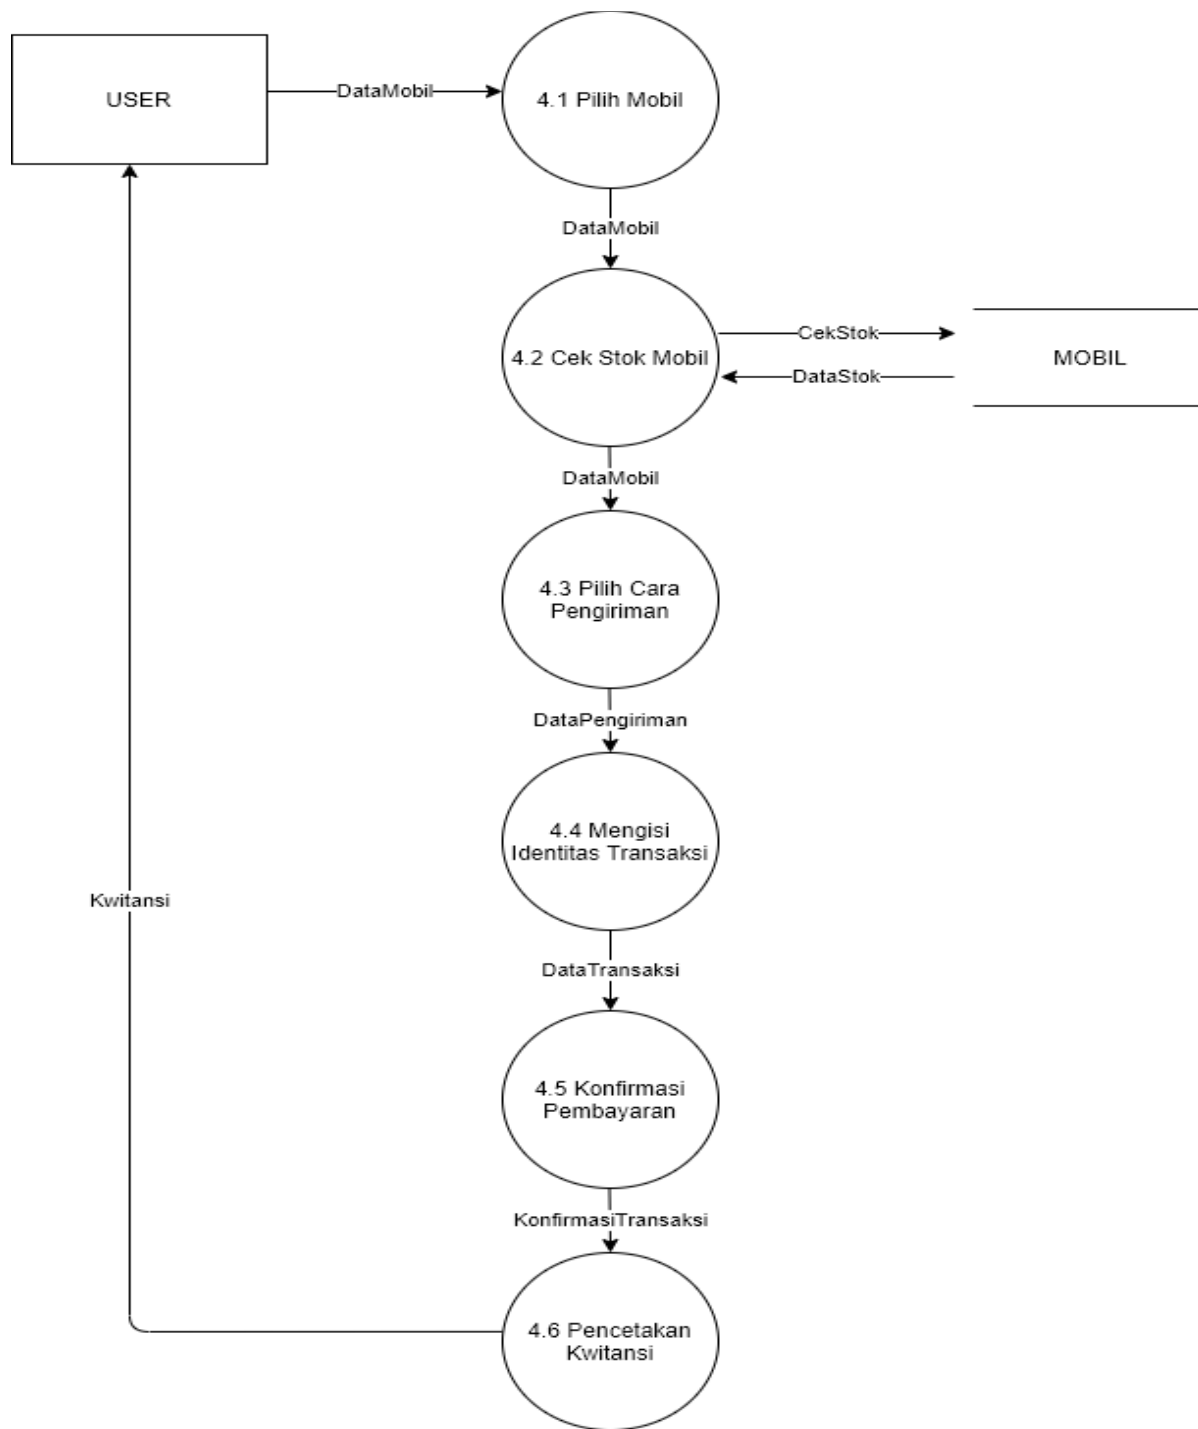 USER
DataMobil
4.1 Pilih Mobil
DataMobil
4.2 Cek Stok Mobil
CekStok
DataStok
MOBIL
DataMobil
4.3 Pilih Cara
Pengiriman
DataPengiriman
4.4 Mengisi
Identitas Transaksi
Kwitansi
DataTransaksi
4.5 Konfirmasi
Pembayaran
KonfirmasiTransaksi
4.6 Pencetakan
Kwitansi